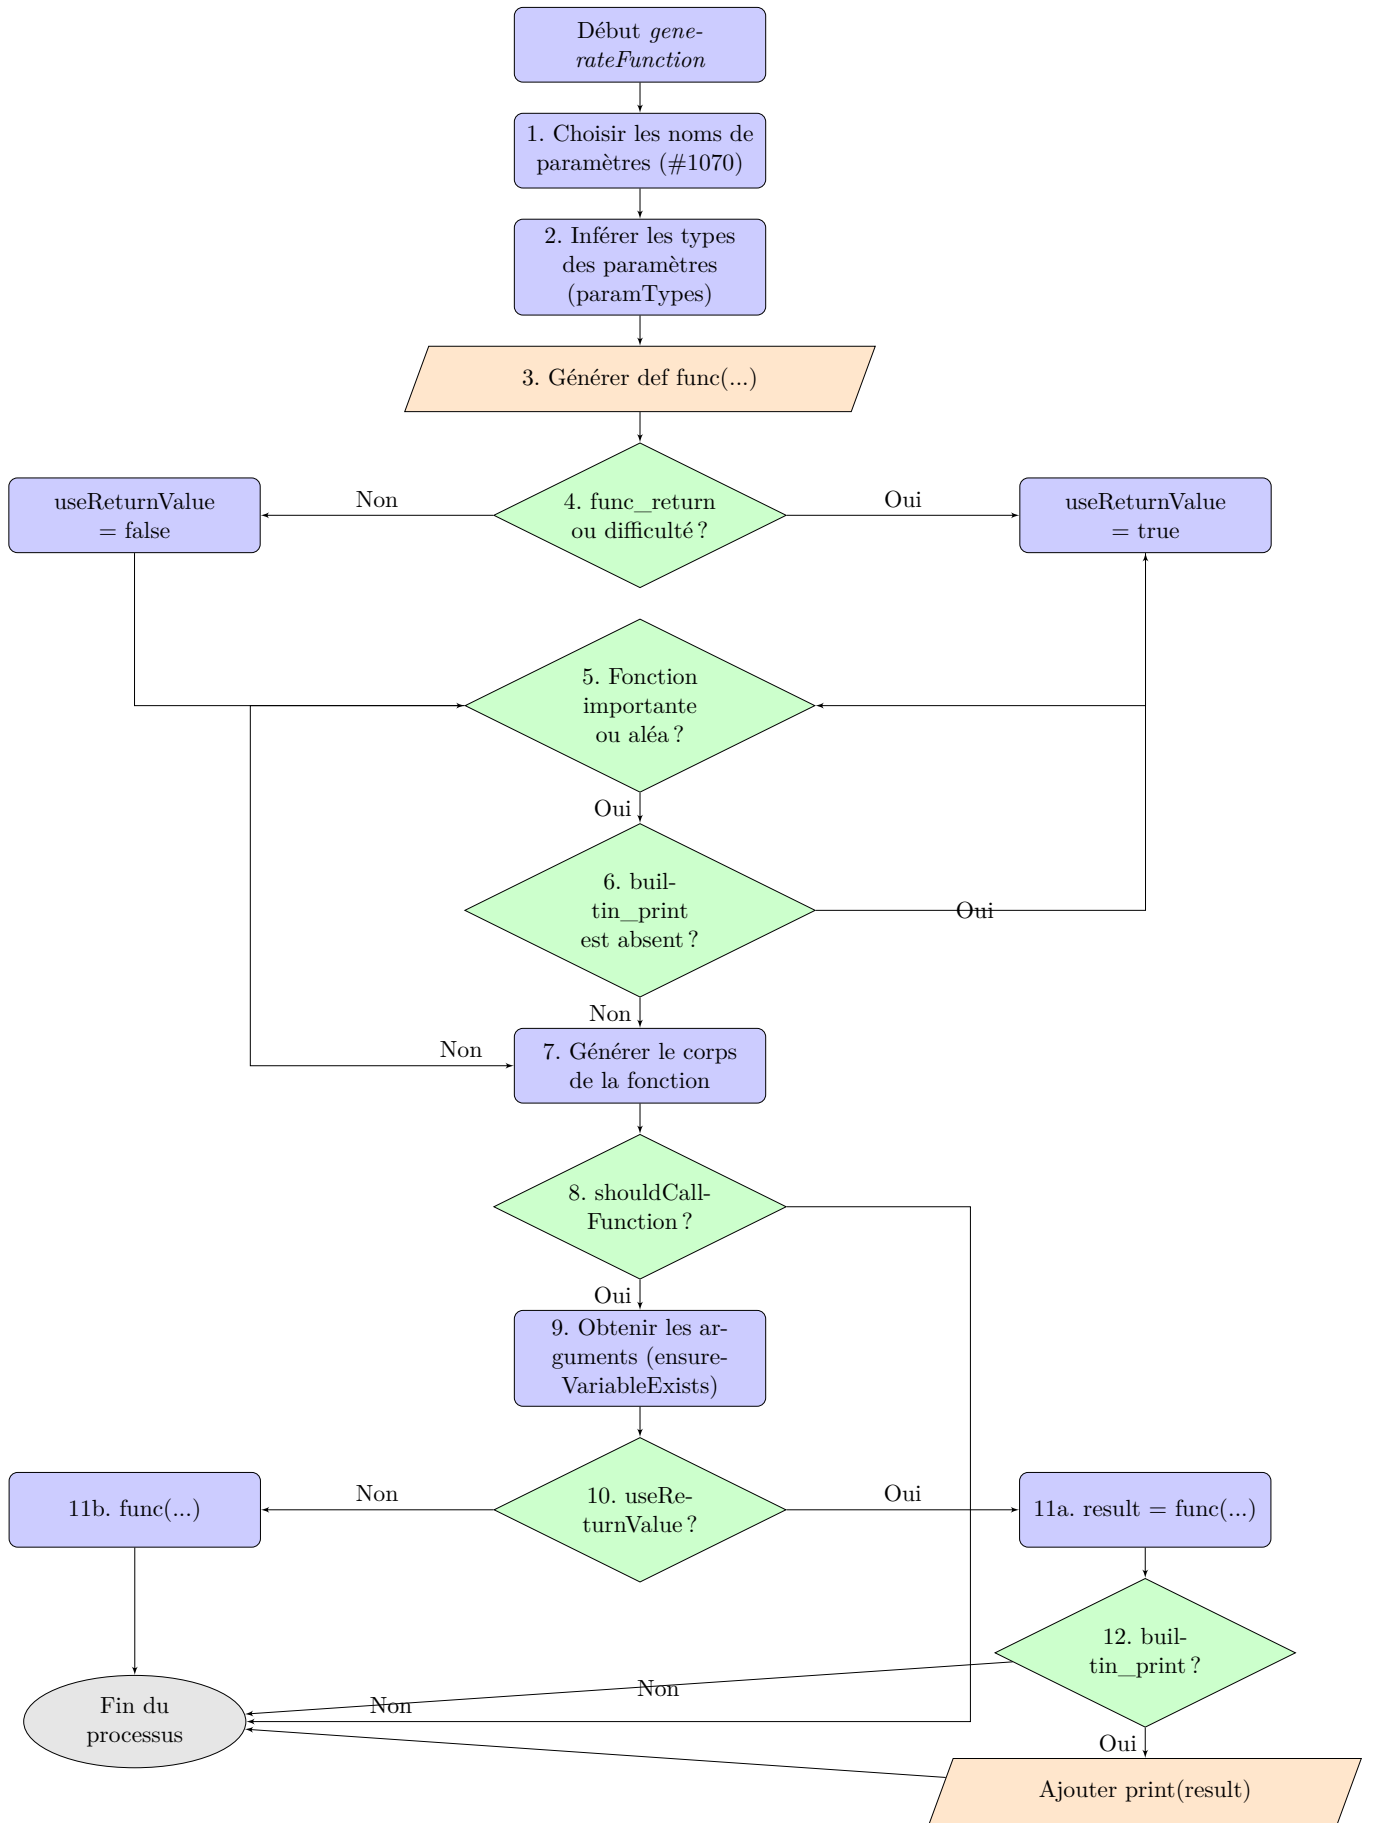 Début gene-
rateFunction
1. Choisir les noms de
paramètres (#1070)
2. Inférer les types
des paramètres
(paramTypes)
3. Générer def func(...)
useReturnValue
= false
Non
4. func_return
ou difficulté ?
Oui
useReturnValue
= true
5. Fonction
importante
ou aléa ?
Oui
6. buil-
tin_print
est absent ?
Oui
Non
Non
7. Générer le corps
de la fonction
8. shouldCall-
Function ?
Oui
9. Obtenir les ar-
guments (ensure-
VariableExists)
11b. func(...)
Non
10. useRe-
turnValue ?
Oui
11a. result = func(...)
12. buil-
tin_print ?
Non
Non
Fin du
processus
Oui
Ajouter print(result)